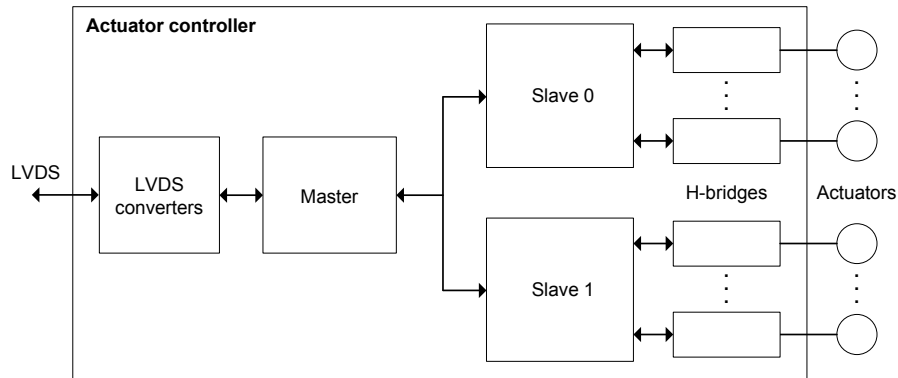 Actuator controller
Slave 0
LVDS
LVDS
converters
Master
H-bridges
Actuators
Slave 1